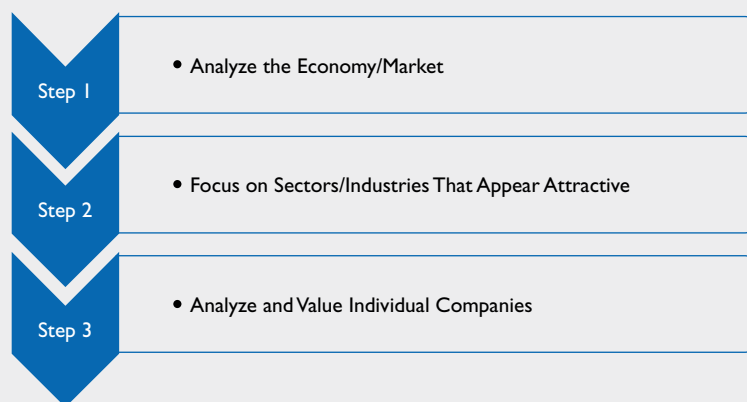 Step 1
• Analyze the Economy/Market
Step 2
• Focus on Sectors/Industries That Appear Attractive
Step 3
• Analyze and Value Individual Companies